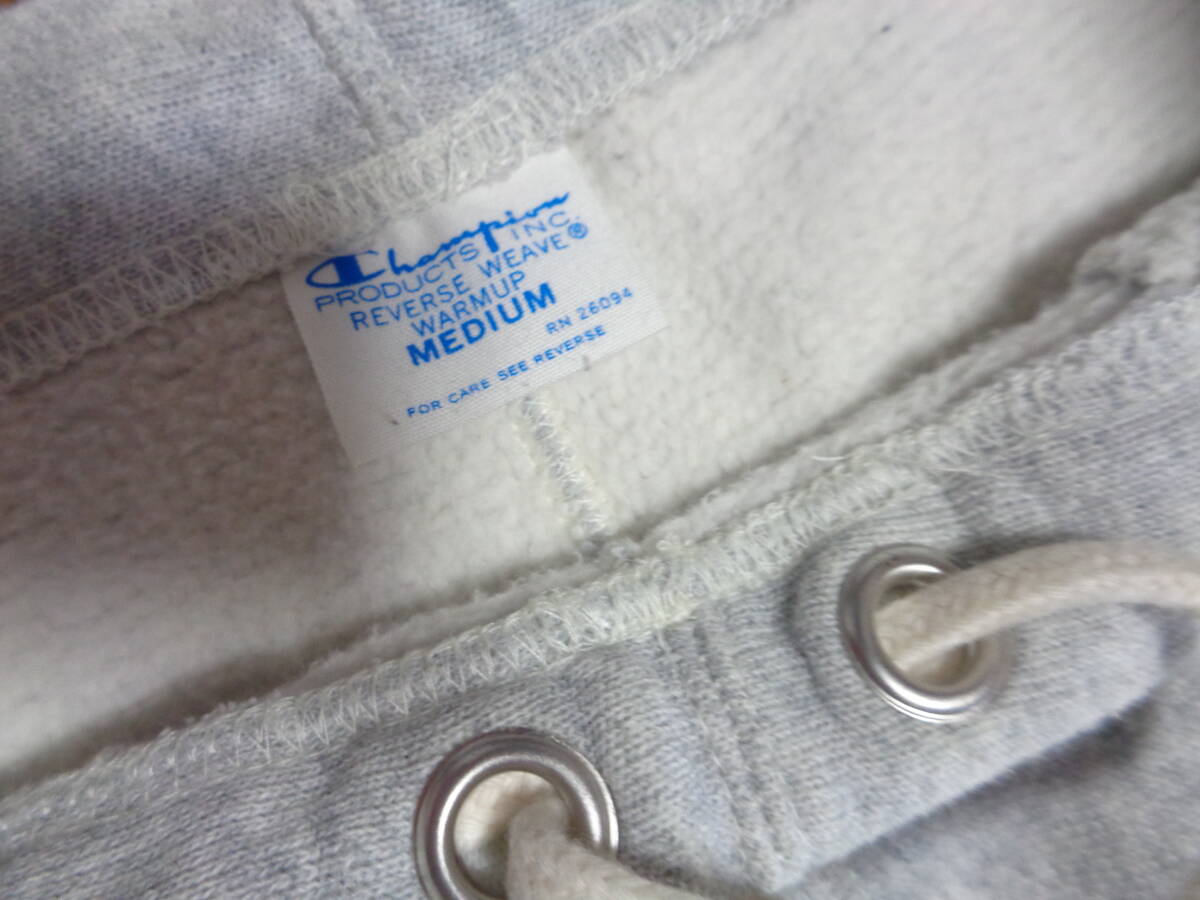 Champion
PRODUCTS INC.
REVERSE WEAVE®
WARMUP
MEDIUM
RN 26094
FOR CARE SEE REVERSE